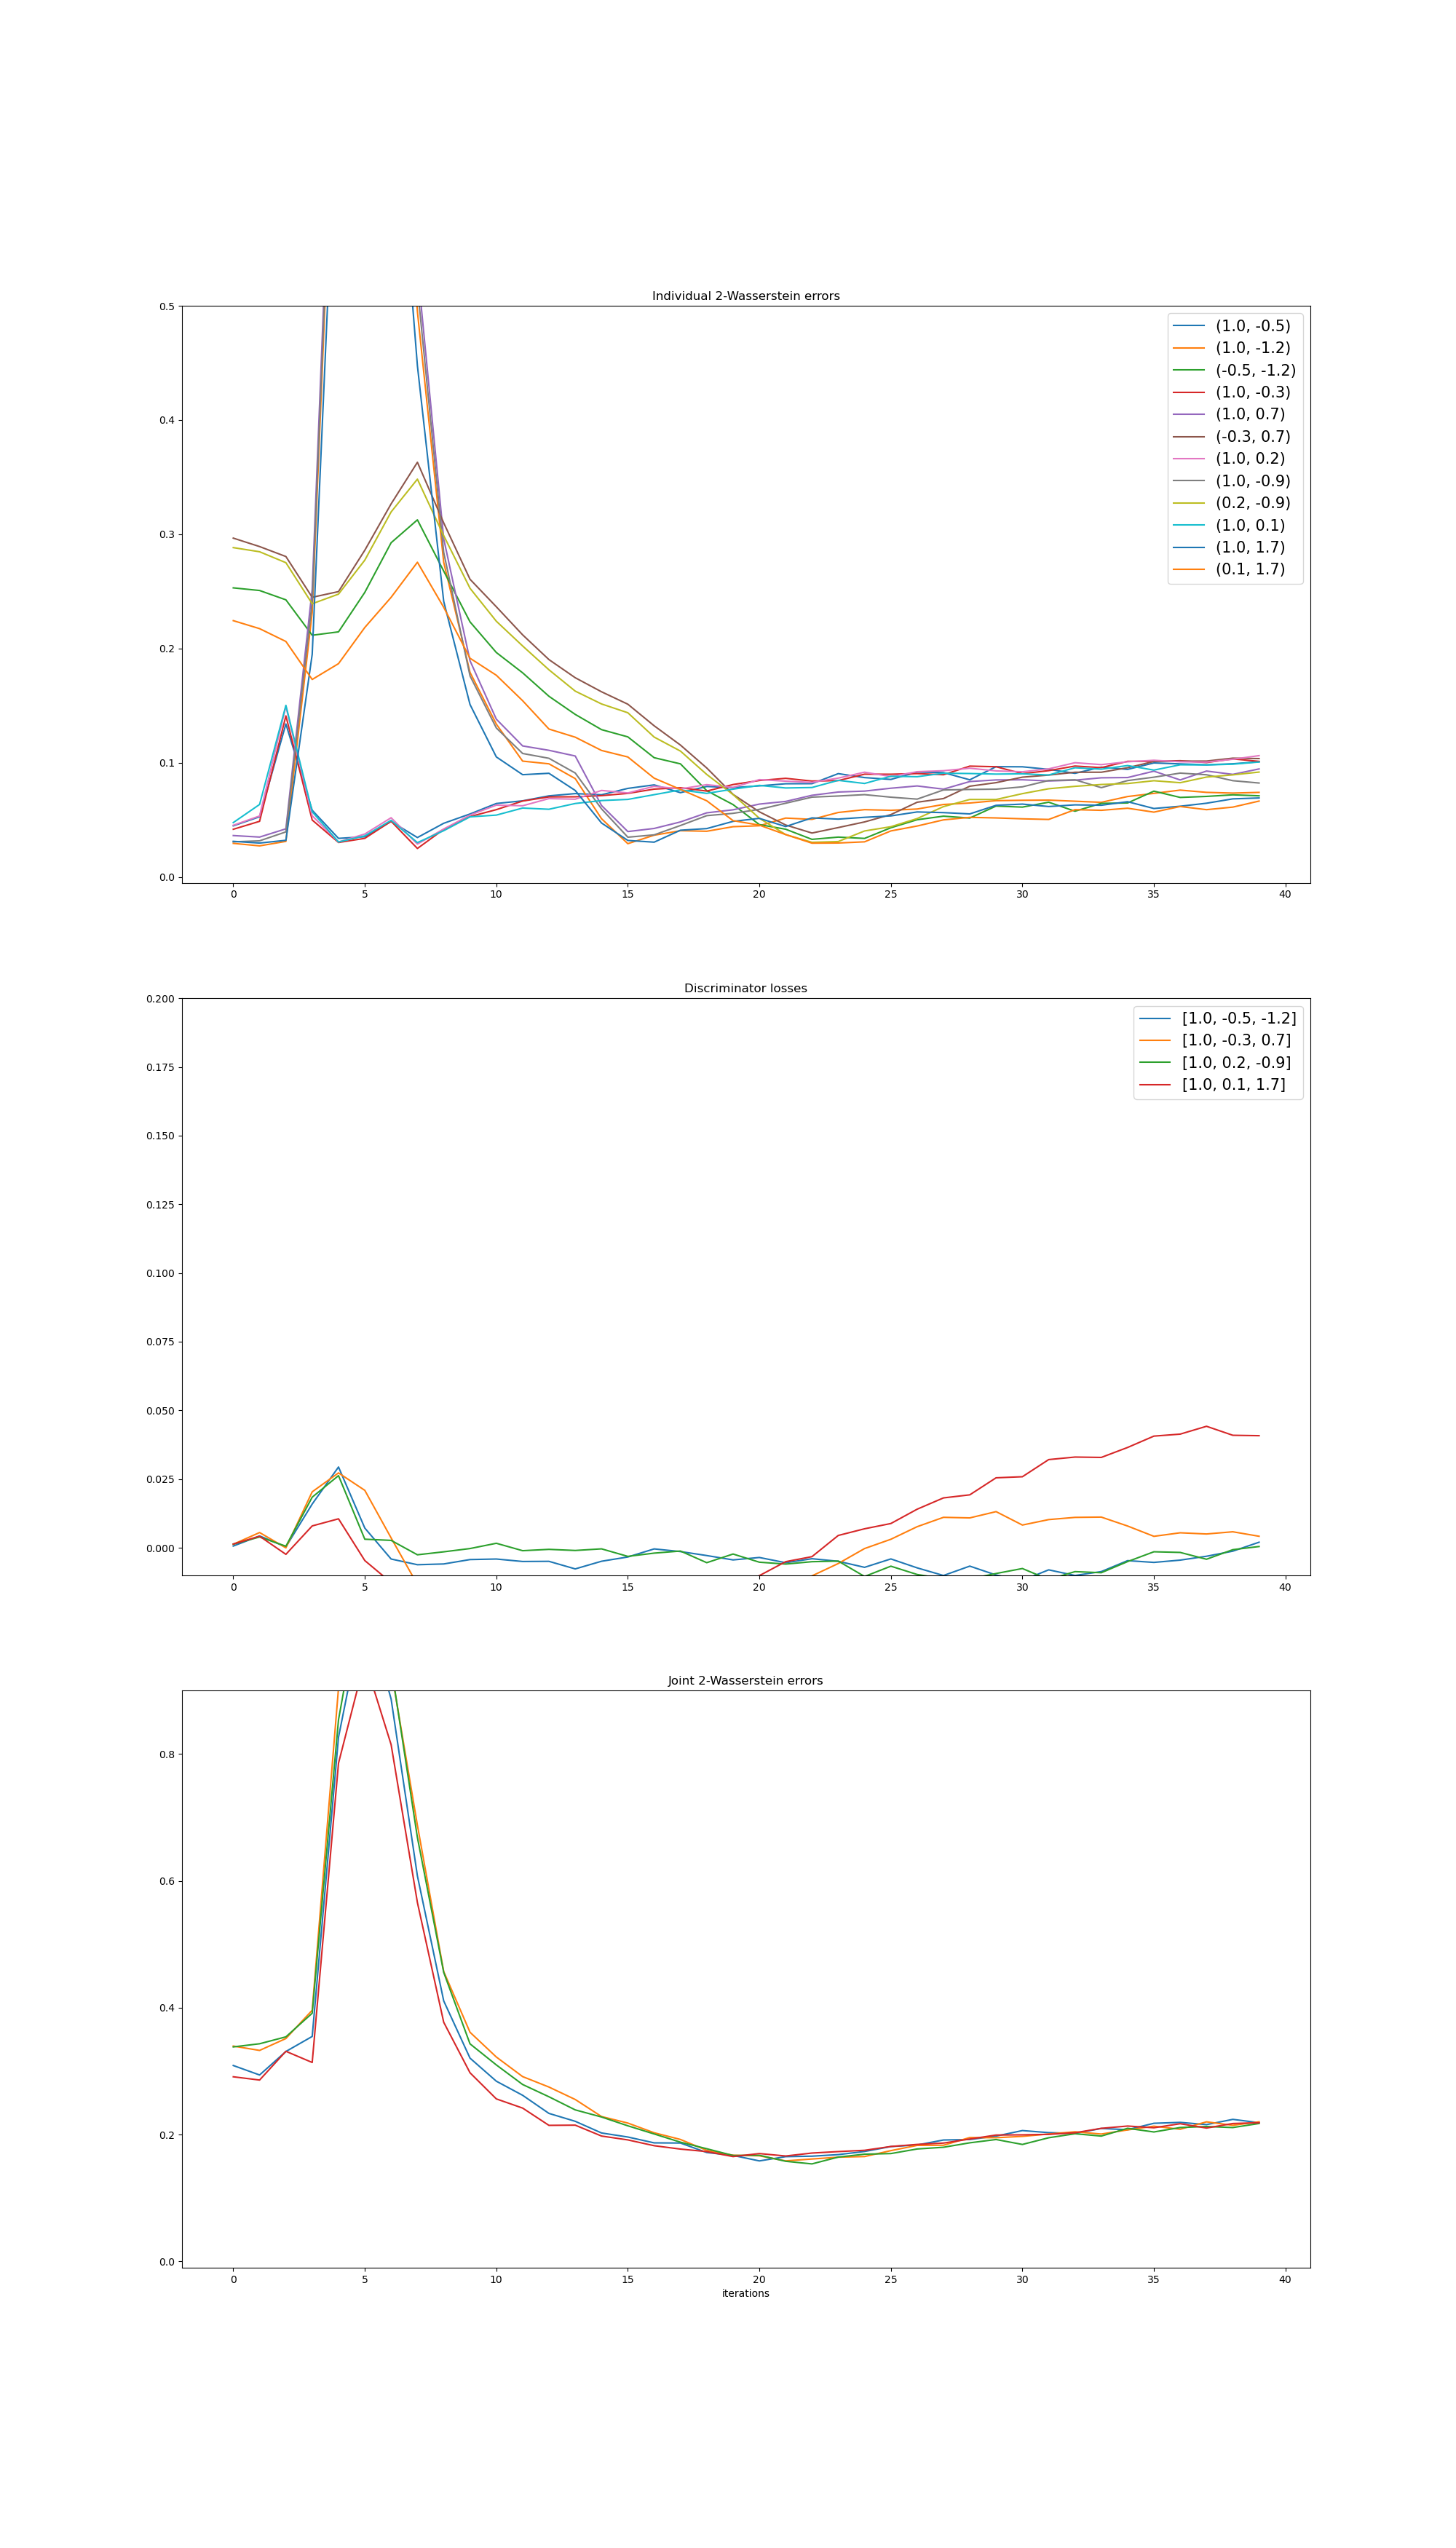 Individual 2-Wasserstein errors
0.5
0.4
0.3
0.2
0.1
0.0
0 5 10 15 20 25 30 35 40
(1.0, -0.5)
(1.0, -1.2)
(-0.5, -1.2)
(1.0, -0.3)
(1.0, 0.7)
(-0.3, 0.7)
(1.0, 0.2)
(1.0, -0.9)
(0.2, -0.9)
(1.0, 0.1)
(1.0, 1.7)
(0.1, 1.7)
Discriminator losses
0.200
0.175
0.150
0.125
0.100
0.075
0.050
0.025
0.000
0 5 10 15 20 25 30 35 40
[1.0, -0.5, -1.2]
[1.0, -0.3, 0.7]
[1.0, 0.2, -0.9]
[1.0, 0.1, 1.7]
Joint 2-Wasserstein errors
0.8
0.6
0.4
0.2
0.0
0 5 10 15 20 25 30 35 40
iterations